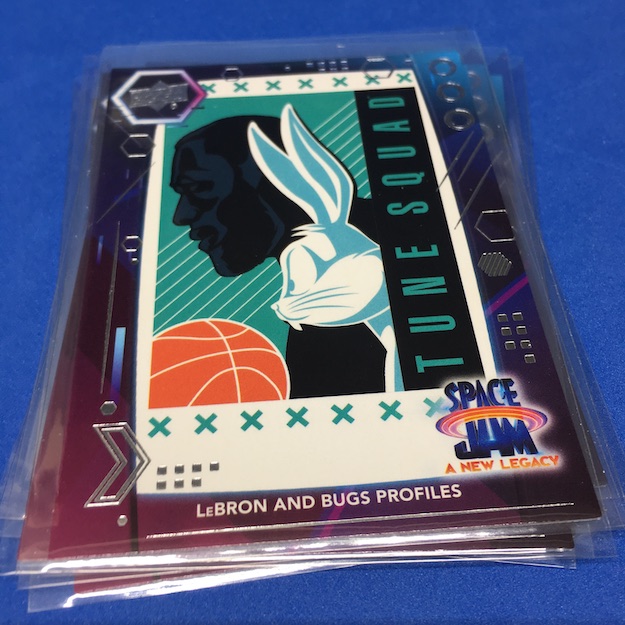 TUNE SQUAD
SPACE
JAM
A NEW LEGACY
LEBRON AND BUGS PROFILES